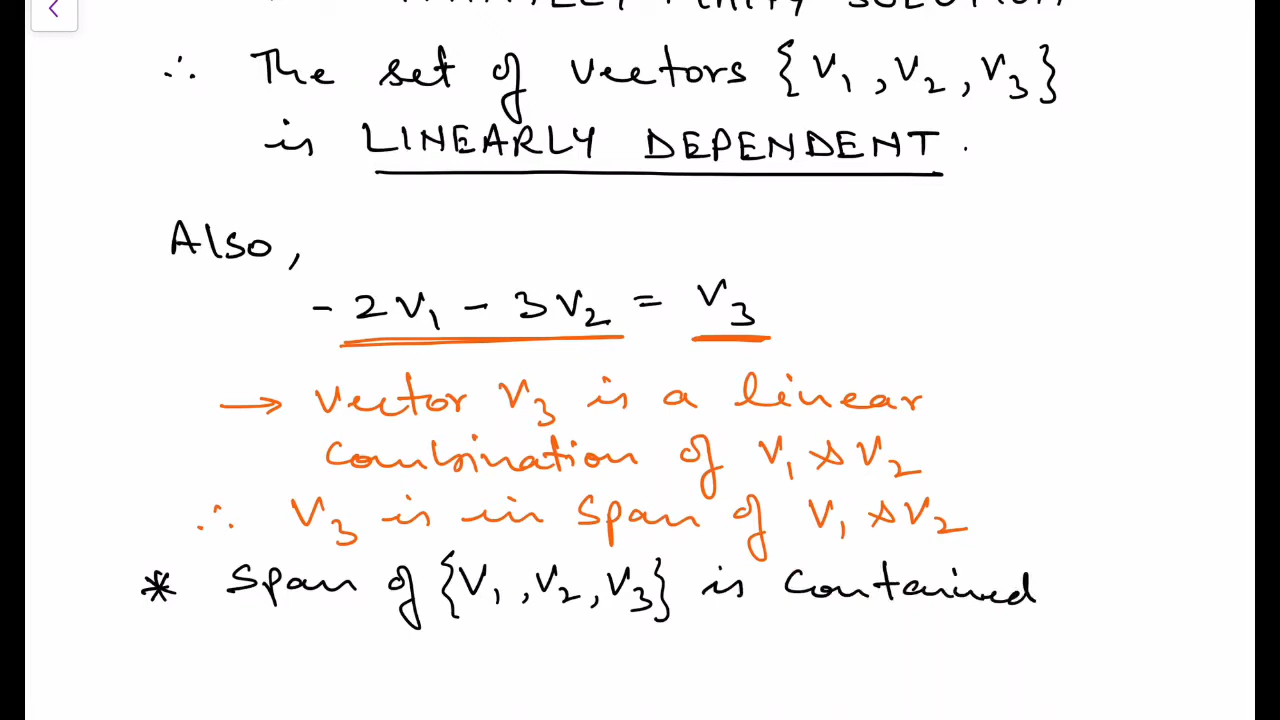 SOLUTION
∴ The set of vectors {V₁, V₂, V₃}
is LINEARLY DEPENDENT.
Also,
- 2V₁ - 3V₂ = V₃
→ Vector V₃ is a linear
combination of V₁ & V₂
∴ V₃ is in span of V₁ & V₂
* Span of {V₁, V₂, V₃} is contained